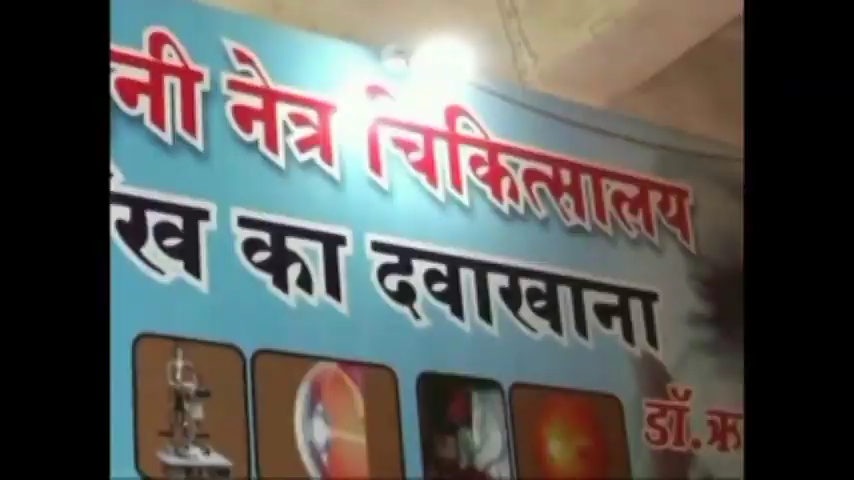 नी नेत्र चिकित्सालय
ँख का दवाखाना
डॉ. ऋ